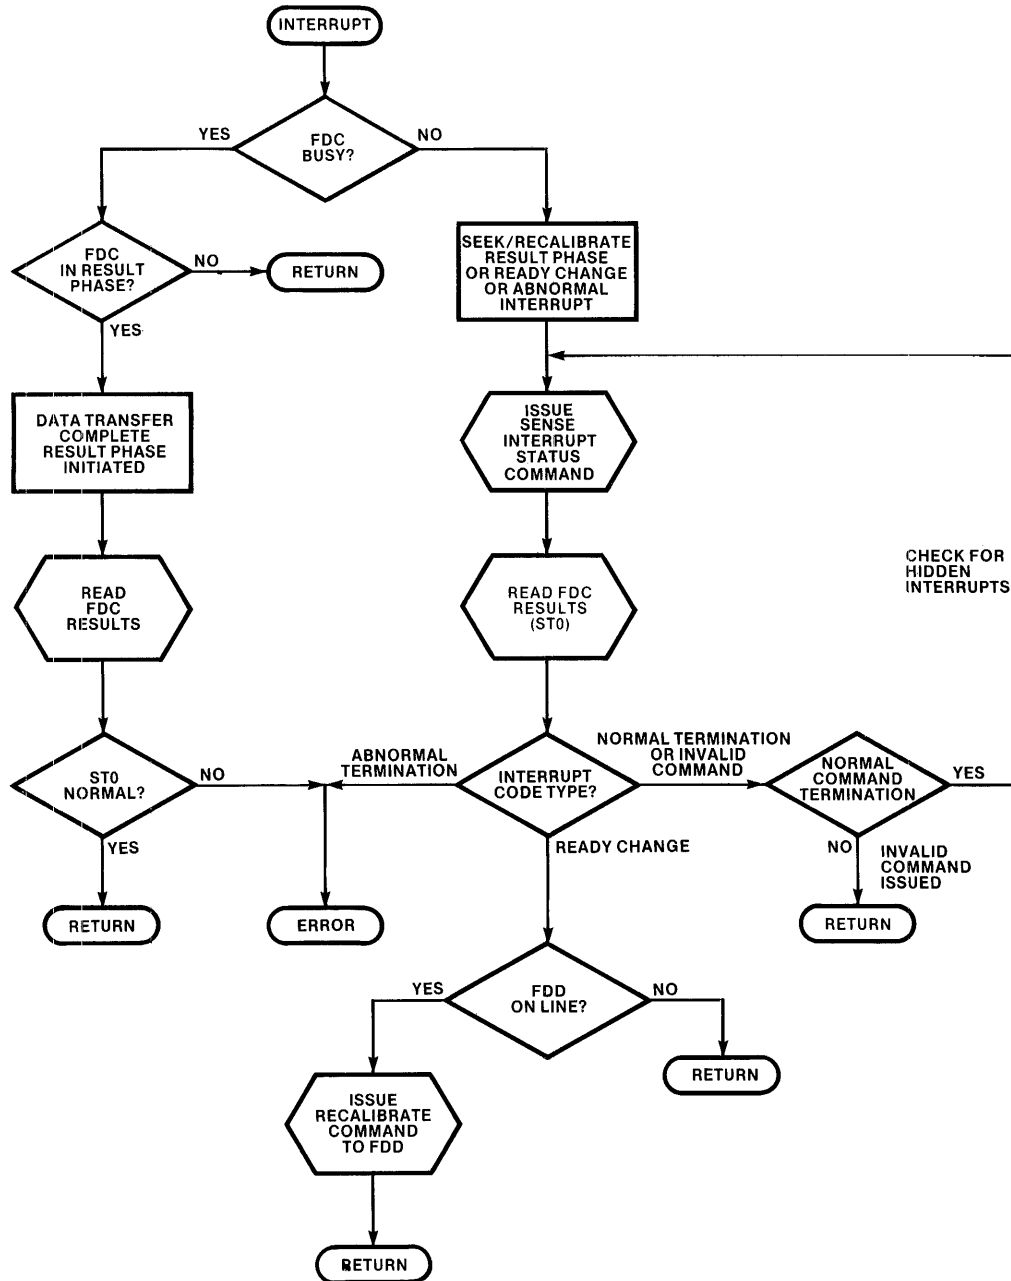 INTERRUPT
YES
FDC
BUSY?
NO
FDC
IN RESULT
PHASE?
NO
RETURN
YES
SEEK/RECALIBRATE
RESULT PHASE
OR READY CHANGE
OR ABNORMAL
INTERRUPT
DATA TRANSFER
COMPLETE
RESULT PHASE
INITIATED
ISSUE
SENSE
INTERRUPT
STATUS
COMMAND
READ
FDC
RESULTS
READ FDC
RESULTS
(ST0)
CHECK FOR
HIDDEN
INTERRUPTS
ST0
NORMAL?
NO
YES
RETURN
ABNORMAL
TERMINATION
ERROR
INTERRUPT
CODE TYPE?
NORMAL TERMINATION
OR INVALID
COMMAND
NORMAL
COMMAND
TERMINATION
YES
NO
INVALID
COMMAND
ISSUED
RETURN
READY CHANGE
YES
FDD
ON LINE?
NO
RETURN
ISSUE
RECALIBRATE
COMMAND
TO FDD
RETURN